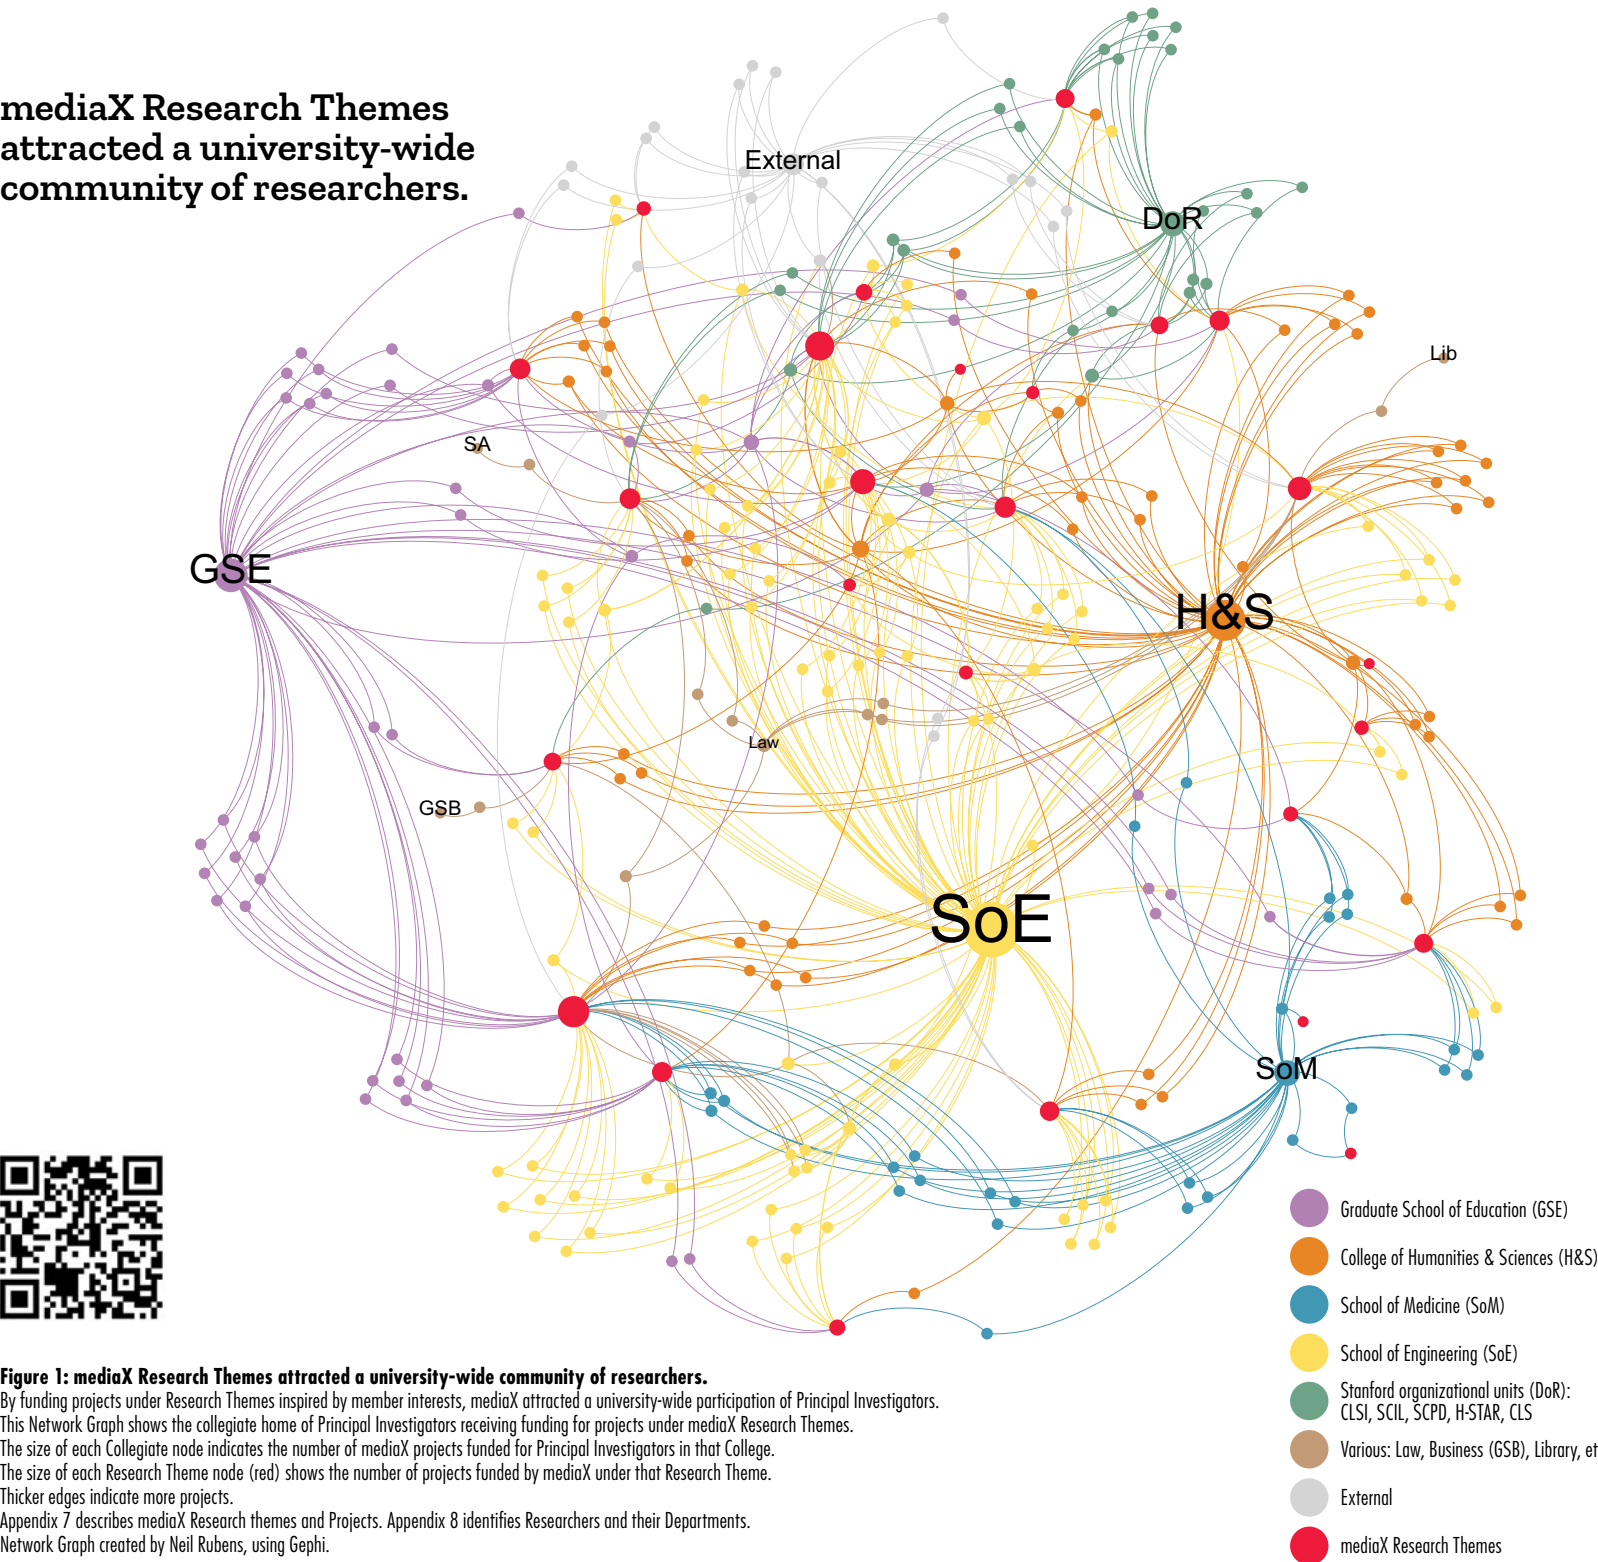 mediaX Research Themes
attracted a university-wide
community of researchers.
External
DoR
Lib
SA
GSE
H&S
Law
GSB
SoE
SoM
Graduate School of Education (GSE)
College of Humanities & Sciences (H&S)
School of Medicine (SoM)
School of Engineering (SoE)
Stanford organizational units (DoR):
CLSI, SCIL, SCPD, H-STAR, CLS
Various: Law, Business (GSB), Library, et
External
mediaX Research Themes
Figure 1: mediaX Research Themes attracted a university-wide community of researchers.
By funding projects under Research Themes inspired by member interests, mediaX attracted a university-wide participation of Principal Investigators.
This Network Graph shows the collegiate home of Principal Investigators receiving funding for projects under mediaX Research Themes.
The size of each Collegiate node indicates the number of mediaX projects funded for Principal Investigators in that College.
The size of each Research Theme node (red) shows the number of projects funded by mediaX under that Research Theme.
Thicker edges indicate more projects.
Appendix 7 describes mediaX Research themes and Projects. Appendix 8 identifies Researchers and their Departments.
Network Graph created by Neil Rubens, using Gephi.